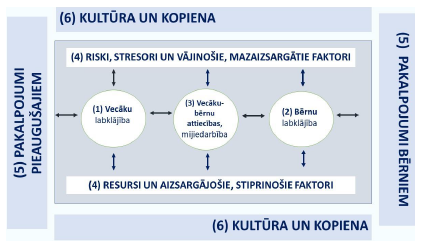 (6) KULTŪRA UN KOPIENA
(5) PAKALPOJUMI
PIEAUGUŠAJIEM
(4) RISKI, STRESORI UN VĀJINOŠIE, MAZAIZSARGĀTIE FAKTORI
(1) Vecāku
labklājība
(3) Vecāku-
bērnu
attiecības,
mijiedarbība
(2) Bērnu
labklājība
(4) RESURSI UN AIZSARGĀJOŠIE, STIPRINOŠIE FAKTORI
(5) PAKALPOJUMI BĒRNIEM
(6) KULTŪRA UN KOPIENA